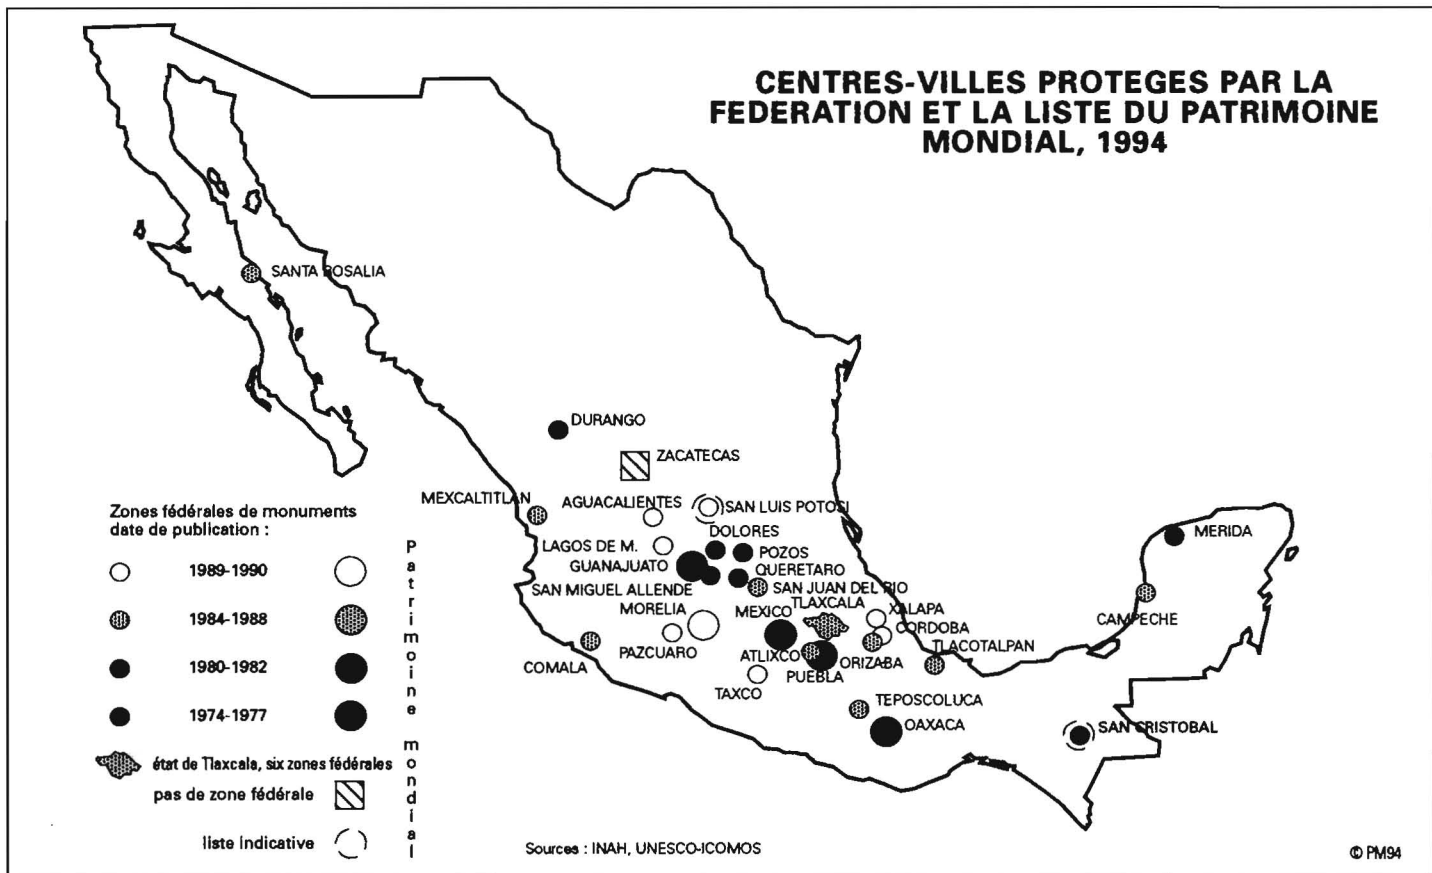 CENTRES-VILLES PROTEGES PAR LA
FEDERATION ET LA LISTE DU PATRIMOINE
MONDIAL, 1994
SANTA ROSALIA
DURANGO
ZACATECAS
MEXCALTITLAN
AGUACALIENTES
SAN LUIS POTOSI
DOLORES
LAGOS DE M.
POZOS
GUANAJUATO
QUERETARO
SAN MIGUEL ALLENDE
SAN JUAN DEL RIO
MORELIA
MEXICO
TLAXCALA
XALAPA
CORDOBA
PAZCUARO
ATLIXCO
ORIZABA
TLACOTALPAN
COMALA
PUEBLA
TAXCO
TEPOSCOLUCA
OAXACA
MERIDA
CAMPECHE
SAN CRISTOBAL
Zones fédérales de monuments
date de publication :
1989-1990
1984-1988
1980-1982
1974-1977
état de Tlaxcala, six zones fédérales
pas de zone fédérale
liste indicative
Patrimoine mondial
Sources : INAH, UNESCO-ICOMOS
© PM94